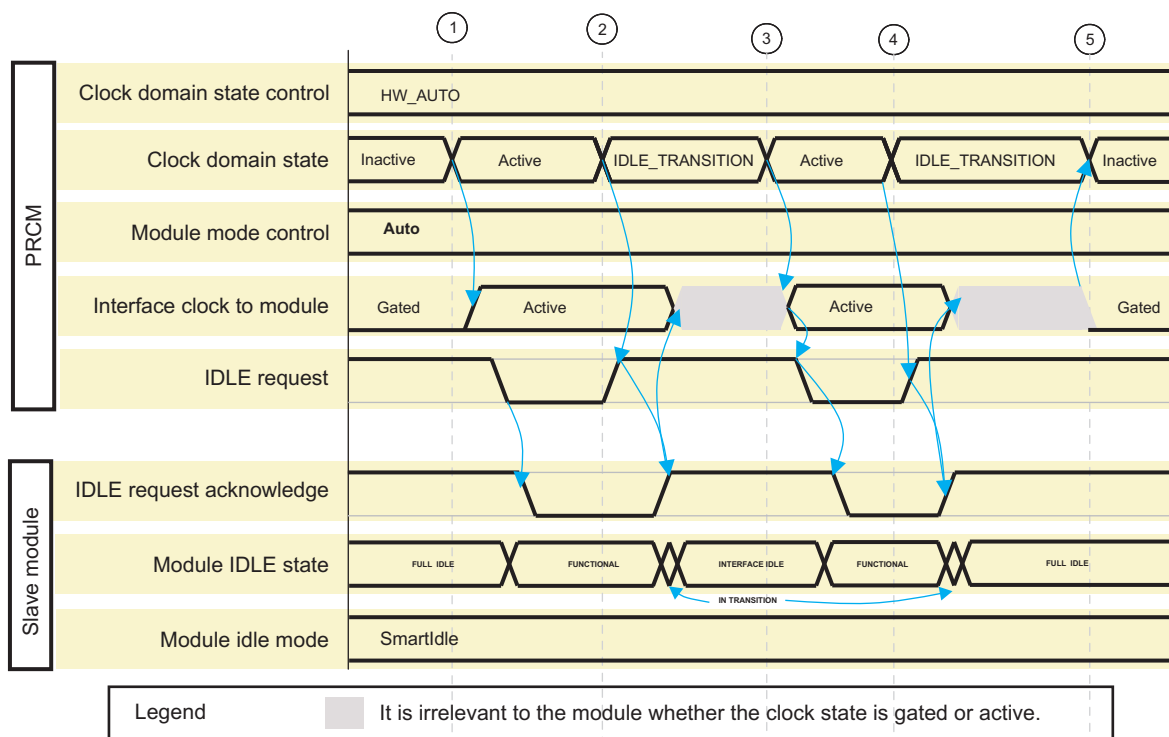 1 2 3 4 5
PRCM
Clock domain state control
HW_AUTO
Clock domain state
Inactive Active IDLE_TRANSITION Active IDLE_TRANSITION Inactive
Module mode control
Auto
Interface clock to module
Gated Active Active Gated
IDLE request
Slave module
IDLE request acknowledge
Module IDLE state
FULL IDLE FUNCTIONAL INTERFACE IDLE FUNCTIONAL FULL IDLE
IN TRANSITION
Module idle mode
SmartIdle
Legend
It is irrelevant to the module whether the clock state is gated or active.